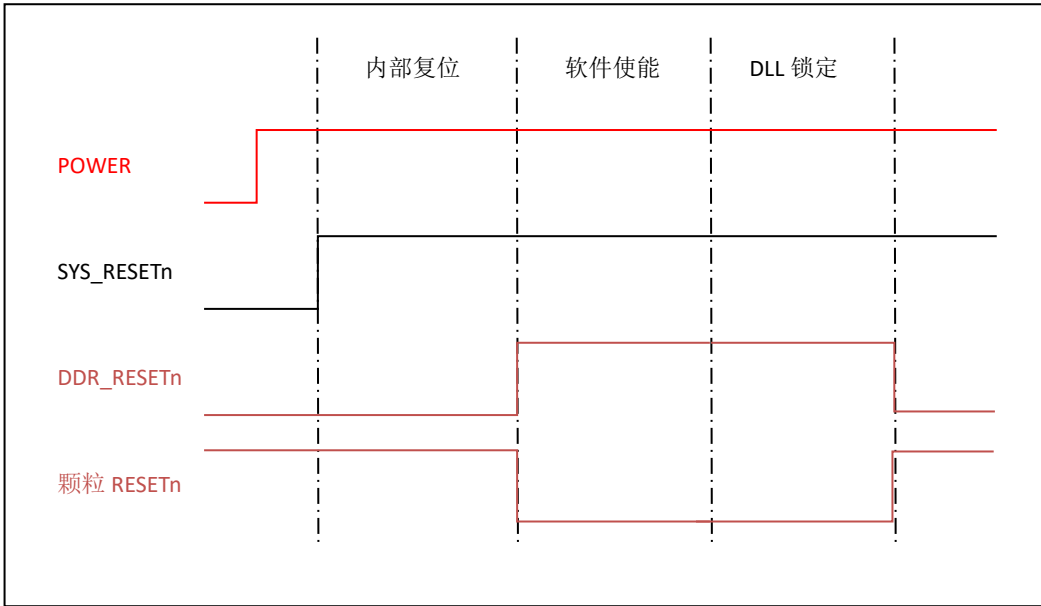 内部复位 软件使能 DLL 锁定
POWER
SYS_RESETn
DDR_RESETn
颗粒 RESETn